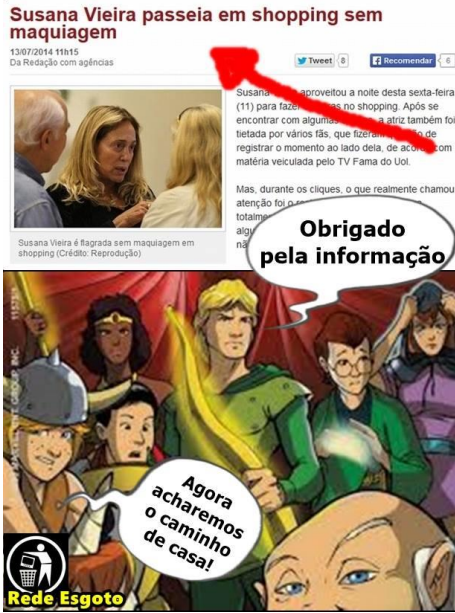 Susana Vieira passeia em shopping sem
maquiagem
13/07/2014 11h15
Da Redação com agências
Tweet 8
Recomendar 6
Susana aproveitou a noite desta sexta-feira
(11) para fazer no shopping. Após se
encontrar com a atriz também foi
tietada por vários fãs, que de
registrar o momento ao lado dela, de com
matéria veiculada pelo TV Fama do Uol.
Mas, durante os cliques, o que realmente chamou
atenção foi o
Susana Vieira é flagrada sem maquiagem em
shopping (Crédito: Reprodução)
Obrigado
pela informação
Agora
acharemos
o caminho
de casa!
Rede Esgoto